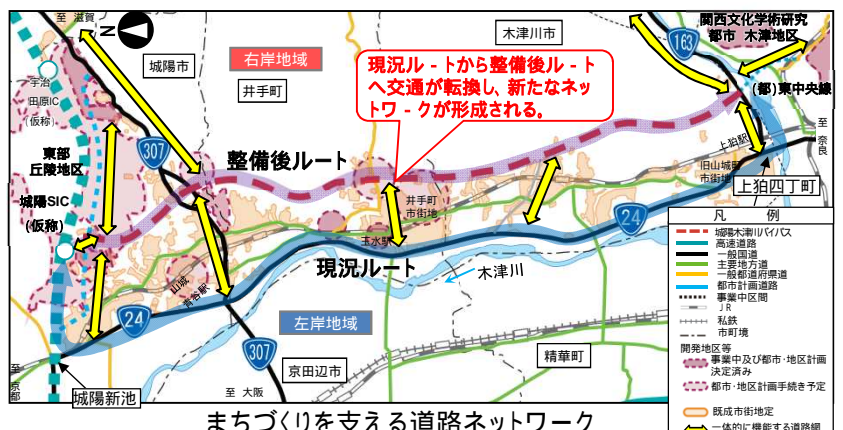 至 滋賀
N
城陽市
右岸地域
井手町
木津川市
163
関西文化学術研究
都市 木津地区
現況ル－トから整備後ル－ト
へ交通が転換し、新たなネッ
トワ－クが形成される。
(都)東中央線
宇治
田原IC
(仮称)
東部
丘陵地区
城陽SIC
(仮称)
307
整備後ルート
上狛駅
至
奈良
旧山城町
市街地
上狛四丁町
井手町
市街地
玉水駅
24
現況ルート
木津川
山城
青谷駅
24
左岸地域
307
京田辺市
精華町
至
京都
城陽新池
至 大阪
凡 例
城陽木津川バイパス
高速道路
一般国道
主要地方道
一般都道府県道
都市計画道路
事業中区間
JR
私鉄
市町境
開発地区等
事業中及び都市・地区計画
決定済み
都市・地区計画手続き予定
既成市街地定
一体的に機能する道路網
まちづくりを支える道路ネットワーク